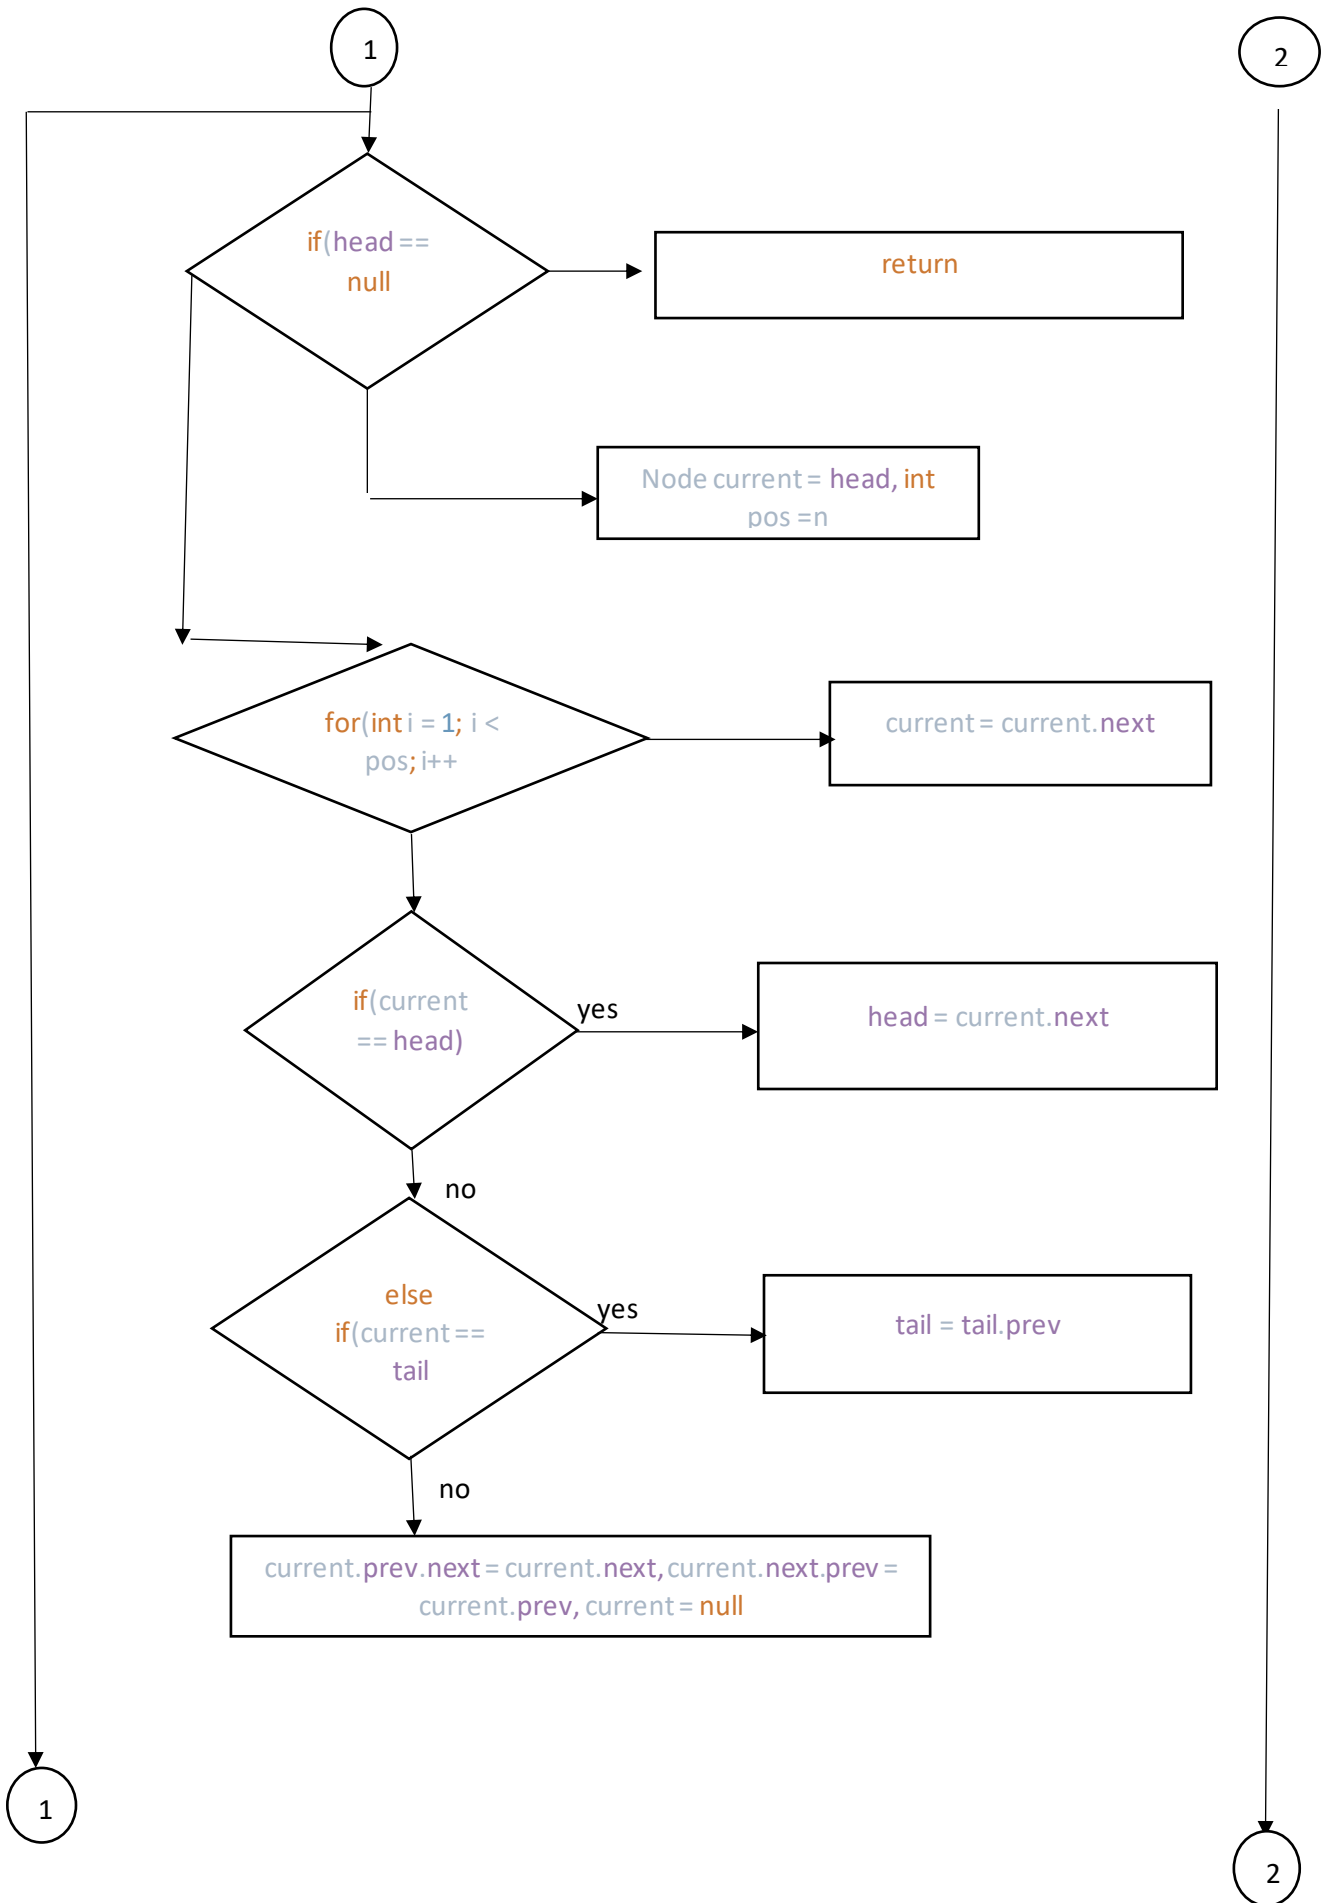 1
2
if(head ==
null
return
Node current = head, int
pos =n
for(int i = 1; i <
pos; i++
current = current.next
if(current
== head)
yes
head = current.next
no
else
if(current ==
tail
yes
tail = tail.prev
no
current.prev.next = current.next, current.next.prev =
current.prev, current = null
1
2